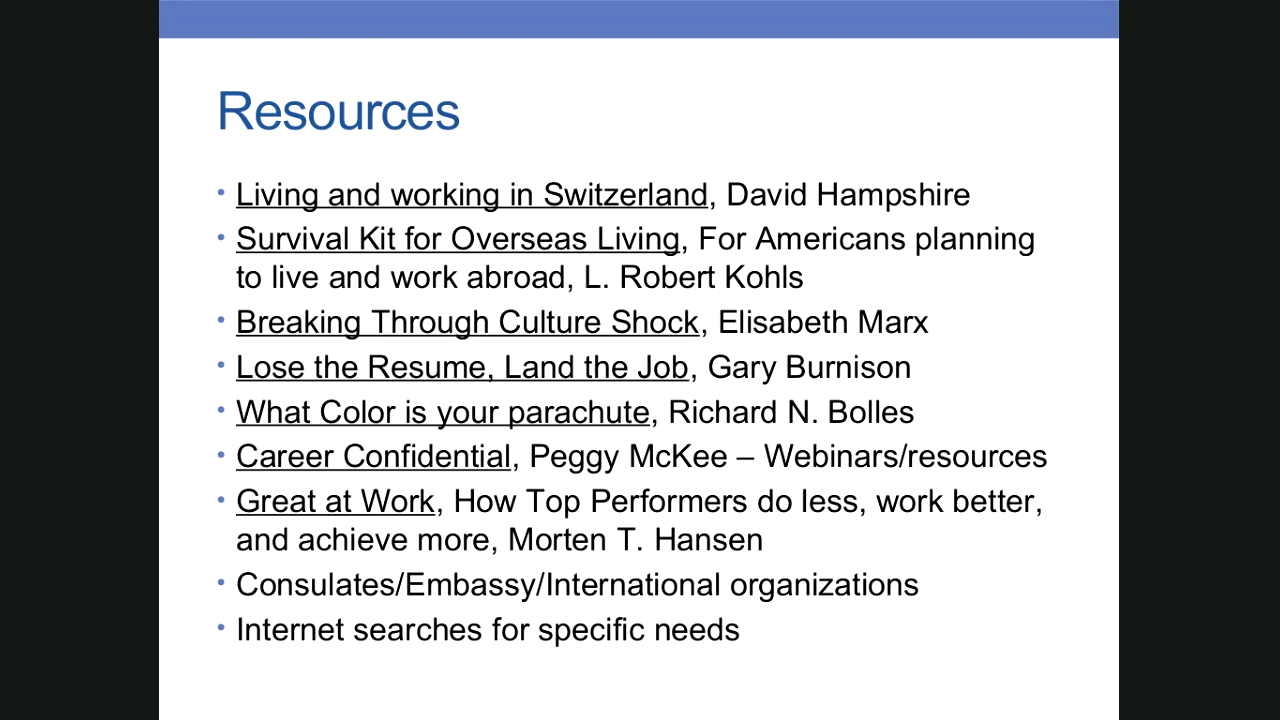 Resources
• Living and working in Switzerland, David Hampshire
• Survival Kit for Overseas Living, For Americans planning
to live and work abroad, L. Robert Kohls
• Breaking Through Culture Shock, Elisabeth Marx
• Lose the Resume, Land the Job, Gary Burnison
• What Color is your parachute, Richard N. Bolles
• Career Confidential, Peggy McKee – Webinars/resources
• Great at Work, How Top Performers do less, work better,
and achieve more, Morten T. Hansen
• Consulates/Embassy/International organizations
• Internet searches for specific needs